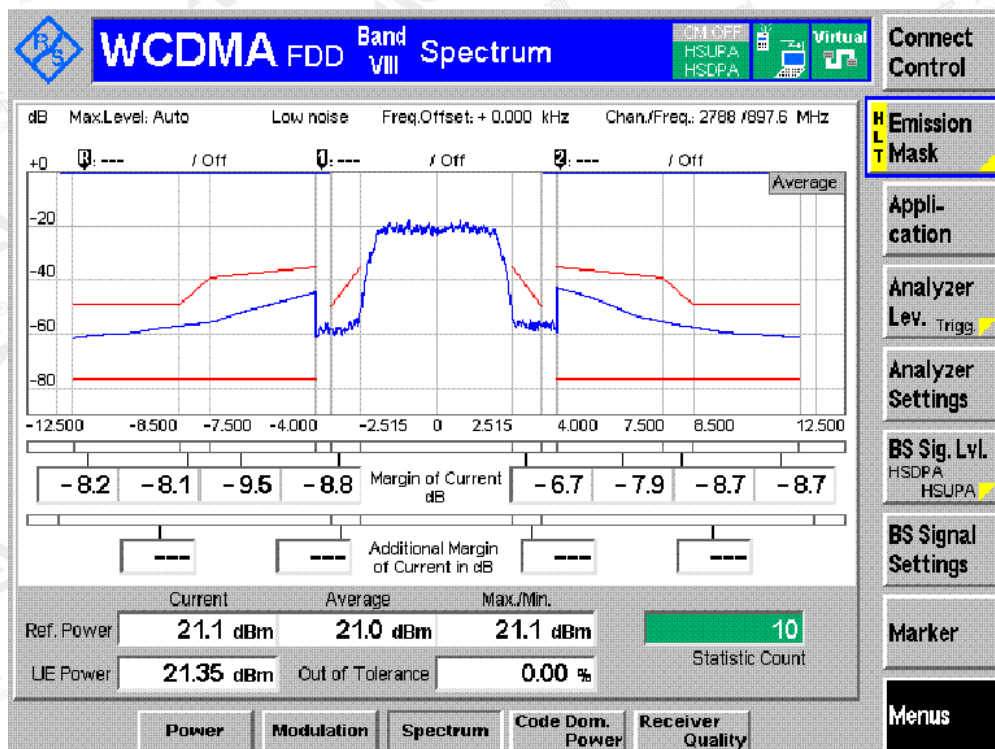 R/S
WCDMA FDD Band VIII Spectrum
CM OFF
HSUPA
HSDPA
Virtual
Connect Control
dB Max.Level: Auto Low noise Freq.Offset: + 0.000 kHz Chan./Freq.: 2788 /897.6 MHz
R: --- / Off 1: --- / Off 2: --- / Off
Average
+0
-20
-40
-60
-80
-12.500 -8.500 -7.500 -4.000 -2.515 0 2.515 4.000 7.500 8.500 12.500
-8.2 -8.1 -9.5 -8.8 Margin of Current dB -6.7 -7.9 -8.7 -8.7
--- --- Additional Margin of Current in dB --- ---
Current Average Max./Min.
Ref. Power 21.1 dBm 21.0 dBm 21.1 dBm 10
Statistic Count
UE Power 21.35 dBm Out of Tolerance 0.00 %
Power Modulation Spectrum Code Dom. Power Receiver Quality
HLT Emission Mask
Appli-
cation
Analyzer
Lev. Trigg.
Analyzer
Settings
BS Sig. Lvl.
HSDPA
HSUPA
BS Signal
Settings
Marker
Menus